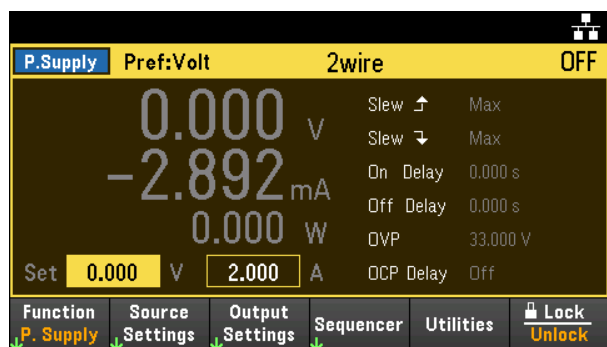 P.Supply Pref:Volt 2wire OFF
0.000 V
-2.892 mA
0.000 W
Set 0.000 V 2.000 A
Slew Max
Slew Max
On Delay 0.000 s
Off Delay 0.000 s
OVP 33.000 V
OCP Delay Off
Function P. Supply
Source Settings
Output Settings
Sequencer
Utilities
Lock
Unlock